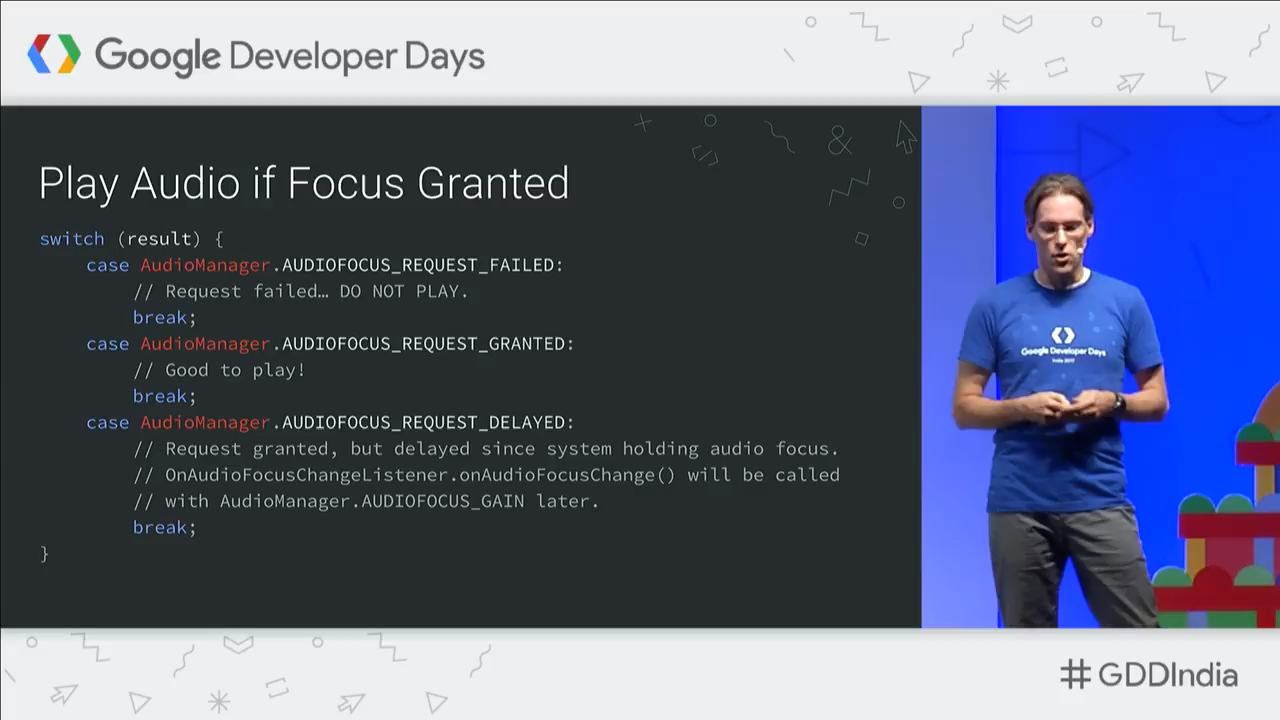 Google Developer Days
Play Audio if Focus Granted
switch (result) {
case AudioManager.AUDIOFOCUS_REQUEST_FAILED:
// Request failed… DO NOT PLAY.
break;
case AudioManager.AUDIOFOCUS_REQUEST_GRANTED:
// Good to play!
break;
case AudioManager.AUDIOFOCUS_REQUEST_DELAYED:
// Request granted, but delayed since system holding audio focus.
// OnAudioFocusChangeListener.onAudioFocusChange() will be called
// with AudioManager.AUDIOFOCUS_GAIN later.
break;
}
Google Developer Days
India 2017
#GDDIndia